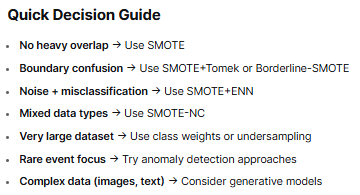 Quick Decision Guide
• No heavy overlap → Use SMOTE
• Boundary confusion → Use SMOTE+Tomek or Borderline-SMOTE
• Noise + misclassification → Use SMOTE+ENN
• Mixed data types → Use SMOTE-NC
• Very large dataset → Use class weights or undersampling
• Rare event focus → Try anomaly detection approaches
• Complex data (images, text) → Consider generative models